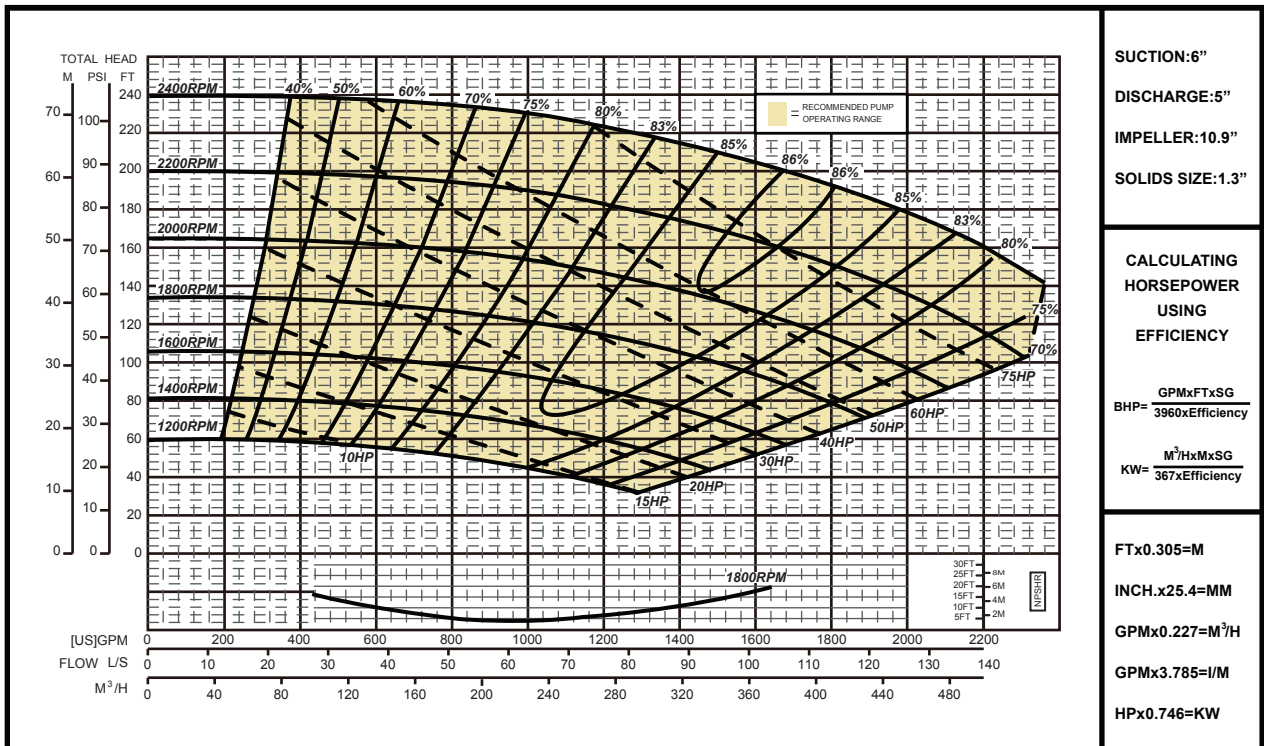 TOTAL HEAD
M PSI FT
240
220
200
180
160
140
120
100
80
60
40
20
0
100
90
80
70
60
50
40
30
20
10
0
70
60
50
40
30
20
10
0
2400RPM
2200RPM
2000RPM
1800RPM
1600RPM
1400RPM
1200RPM
40%
50%
60%
70%
75%
80%
83%
85%
86%
86%
85%
83%
80%
75%
70%
RECOMMENDED PUMP
OPERATING RANGE
75HP
60HP
50HP
40HP
30HP
20HP
15HP
10HP
1800RPM
30FT
25FT
20FT
15FT
10FT
5FT
8M
6M
4M
2M
NPSHR
[US]GPM 0 200 400 600 800 1000 1200 1400 1600 1800 2000 2200
FLOW L/S 0 10 20 30 40 50 60 70 80 90 100 110 120 130 140
M³/H 0 40 80 120 160 200 240 280 320 360 400 440 480
SUCTION:6”
DISCHARGE:5”
IMPELLER:10.9”
SOLIDS SIZE:1.3”
CALCULATING
HORSEPOWER
USING
EFFICIENCY
BHP= GPMxFTxSG
3960xEfficiency
KW= M³/HxMxSG
367xEfficiency
FTx0.305=M
INCH.x25.4=MM
GPMx0.227=M³/H
GPMx3.785=l/M
HPx0.746=KW